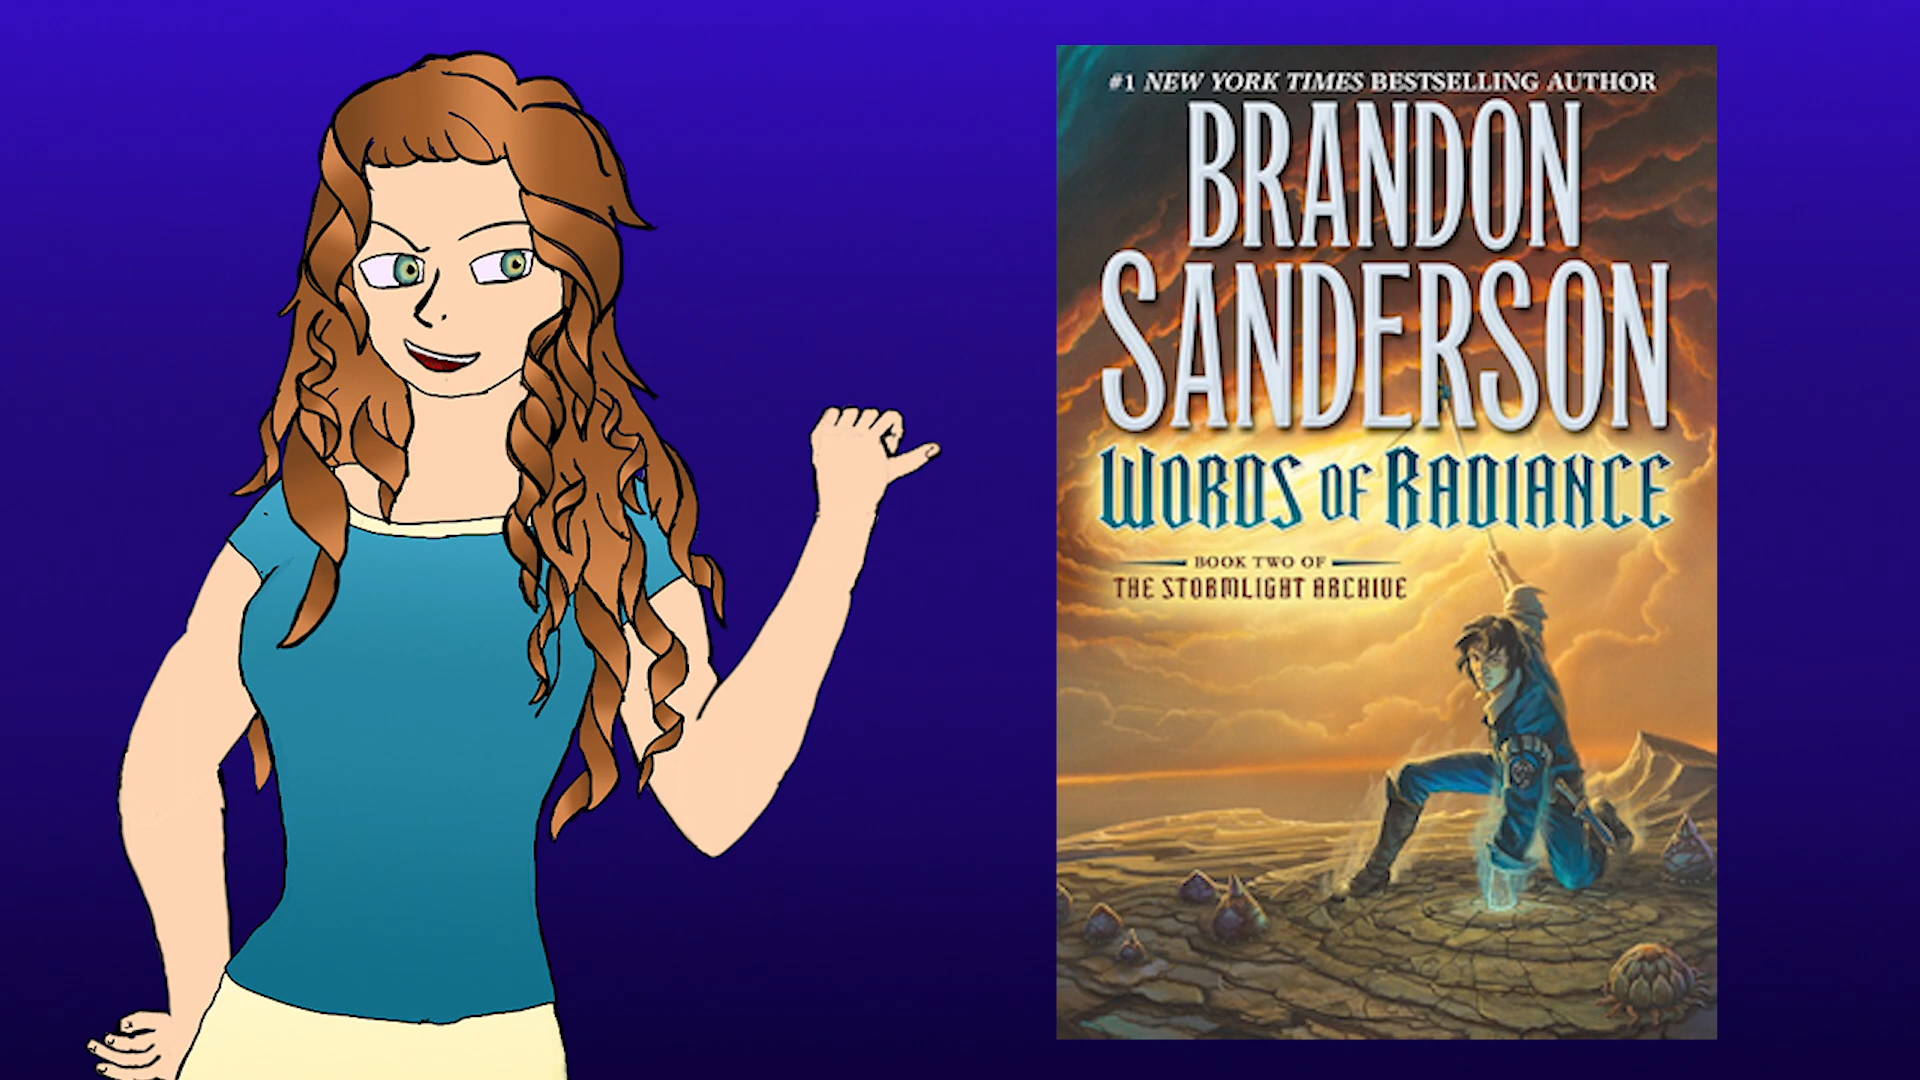 #1 NEW YORK TIMES BESTSELLING AUTHOR
BRANDON
SANDERSON
WORDS OF RADIANCE
BOOK TWO OF
THE STORMLIGHT ARCHIVE